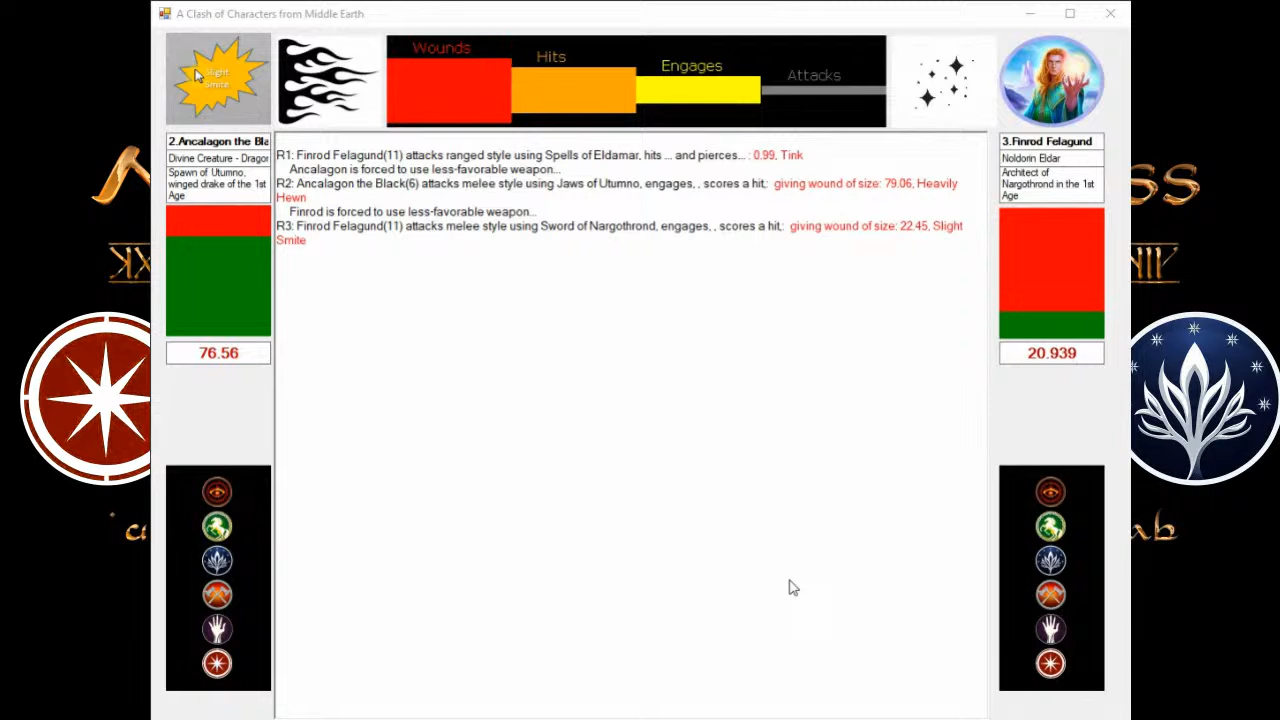 A Clash of Characters from Middle Earth
Slight
Smite
Wounds
Hits
Engages
Attacks
2.Ancalagon the Bla
Divine Creature - Dragon
Spawn of Utumno,
winged drake of the 1st
Age
76.56
R1: Finrod Felagund(11) attacks ranged style using Spells of Eldamar, hits ... and pierces... : 0.99, Tink
Ancalagon is forced to use less-favorable weapon...
R2: Ancalagon the Black(6) attacks melee style using Jaws of Utumno, engages, , scores a hit,:  giving wound of size: 79.06, Heavily
Hewn
Finrod is forced to use less-favorable weapon...
R3: Finrod Felagund(11) attacks melee style using Sword of Nargothrond, engages, , scores a hit,:  giving wound of size: 22.45, Slight
Smite
3.Finrod Felagund
Noldorin Eldar
Architect of
Nargothrond in the 1st
Age
20.939